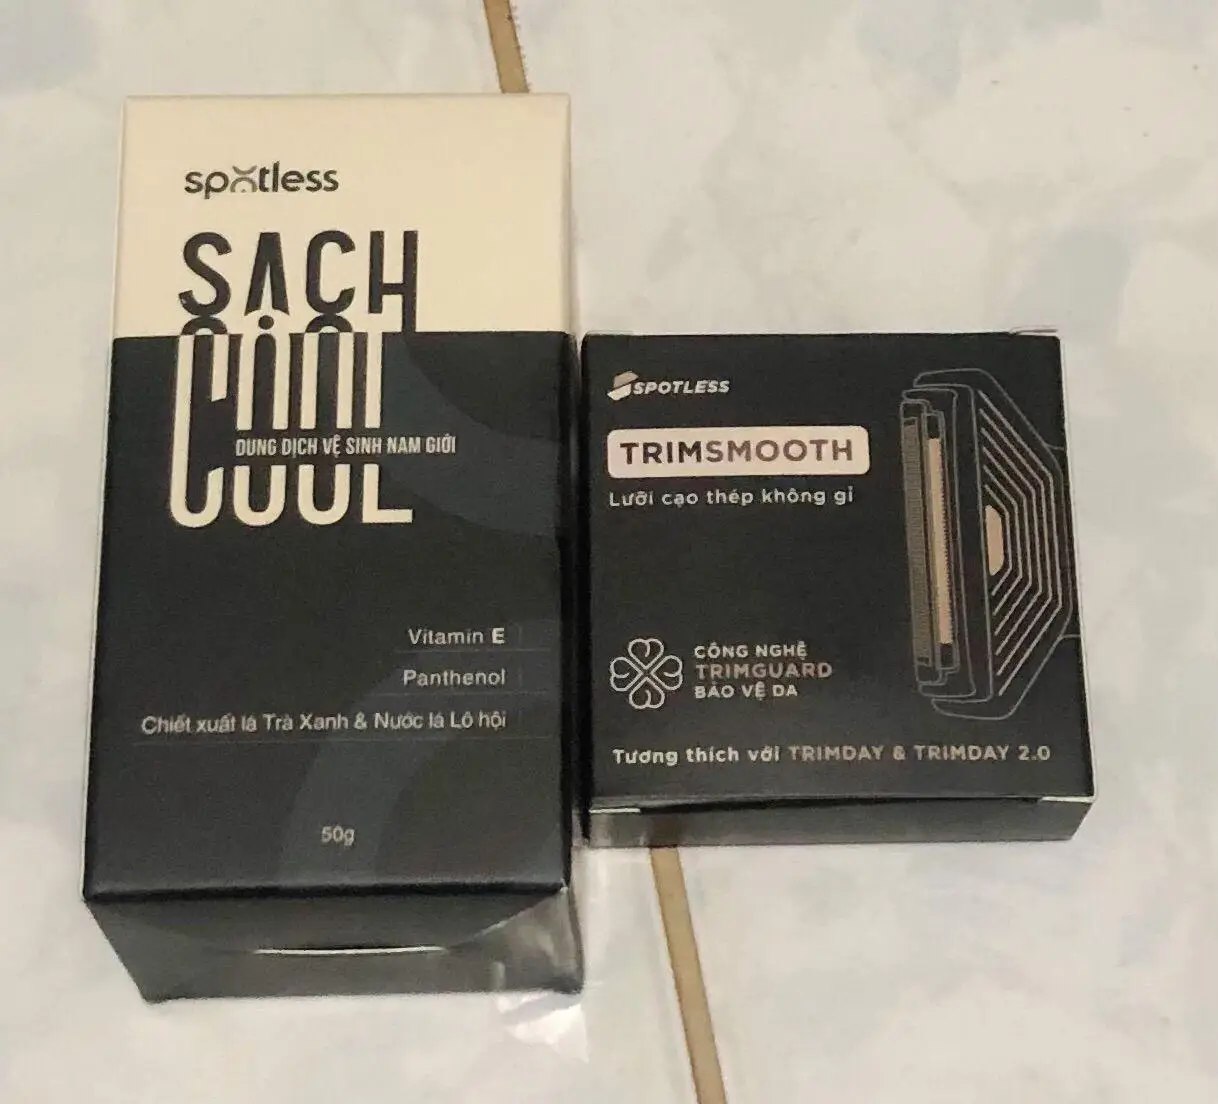 spotless
SẠCH
COOL
DUNG DỊCH VỆ SINH NAM GIỚI
Vitamin E
Panthenol
Chiết xuất lá Trà Xanh & Nước lá Lô hội
50g
SPOTLESS
TRIMSMOOTH
Lưỡi cạo thép không gỉ
CÔNG NGHỆ
TRIMGUARD
BẢO VỆ DA
Tương thích với TRIMDAY & TRIMDAY 2.0